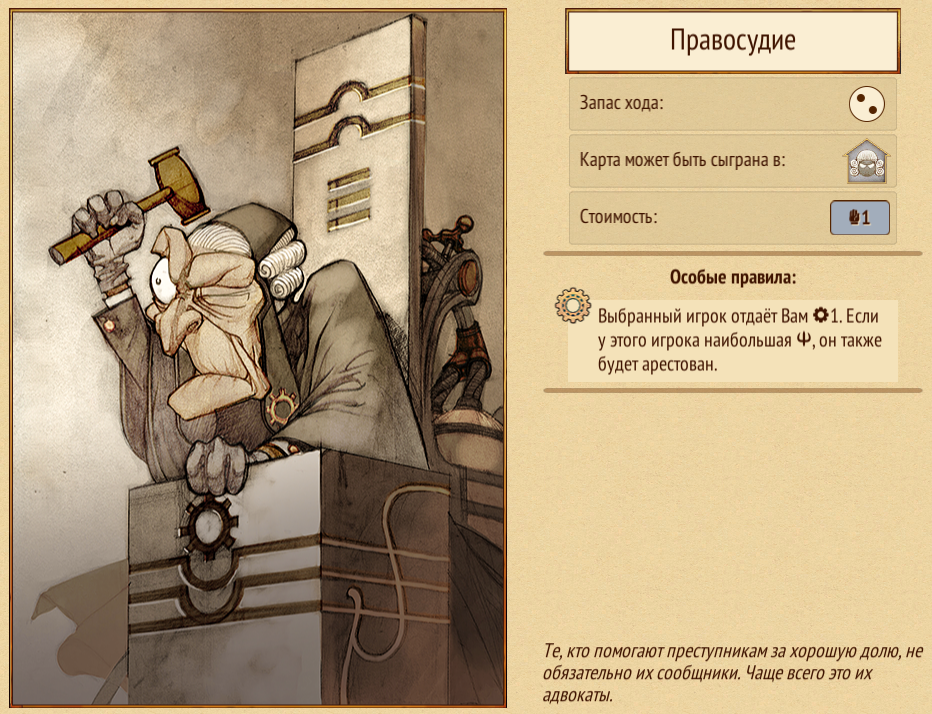 Правосудие
Запас хода:
Карта может быть сыграна в:
Стоимость:
1
Особые правила:
Выбранный игрок отдаёт Вам 1. Если
у этого игрока наибольшая , он также
будет арестован.
Те, кто помогают преступникам за хорошую долю, не
обязательно их сообщники. Чаще всего это их
адвокаты.